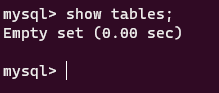 mysql> show tables;
Empty set (0.00 sec)
mysql>